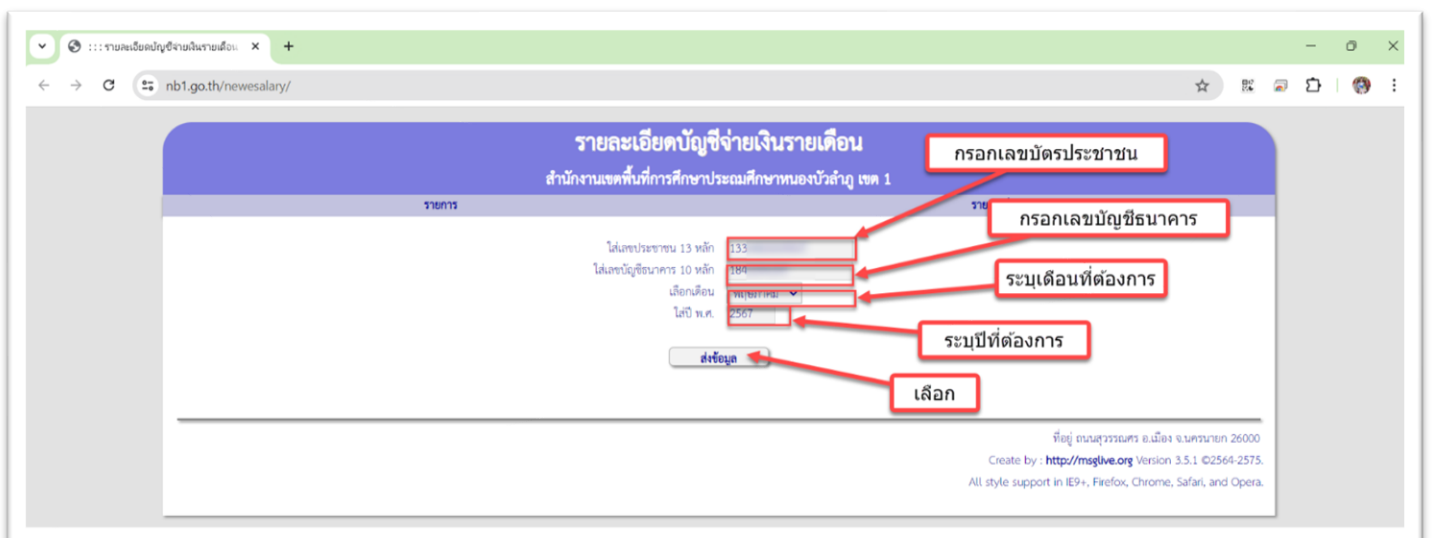 ::: รายละเอียดบัญชีจ่ายเงินรายเดือน
nb1.go.th/newesalary/
รายละเอียดบัญชีจ่ายเงินรายเดือน
สำนักงานเขตพื้นที่การศึกษาประถมศึกษาหนองบัวลำภู เขต 1
กรอกเลขบัตรประชาชน
รายการ
กรอกเลขบัญชีธนาคาร
ใส่เลขประชาชน 13 หลัก 133
ใส่เลขบัญชีธนาคาร 10 หลัก 184
ระบุเดือนที่ต้องการ
เลือกเดือน พฤษภาคม
ใส่ปี พ.ศ. 2567
ระบุปีที่ต้องการ
ส่งข้อมูล
เลือก
ที่อยู่ ถนนสุวรรณศร อ.เมือง จ.นครนายก 26000
Create by : http://msglive.org Version 3.5.1 ©2564-2575.
All style support in IE9+, Firefox, Chrome, Safari, and Opera.